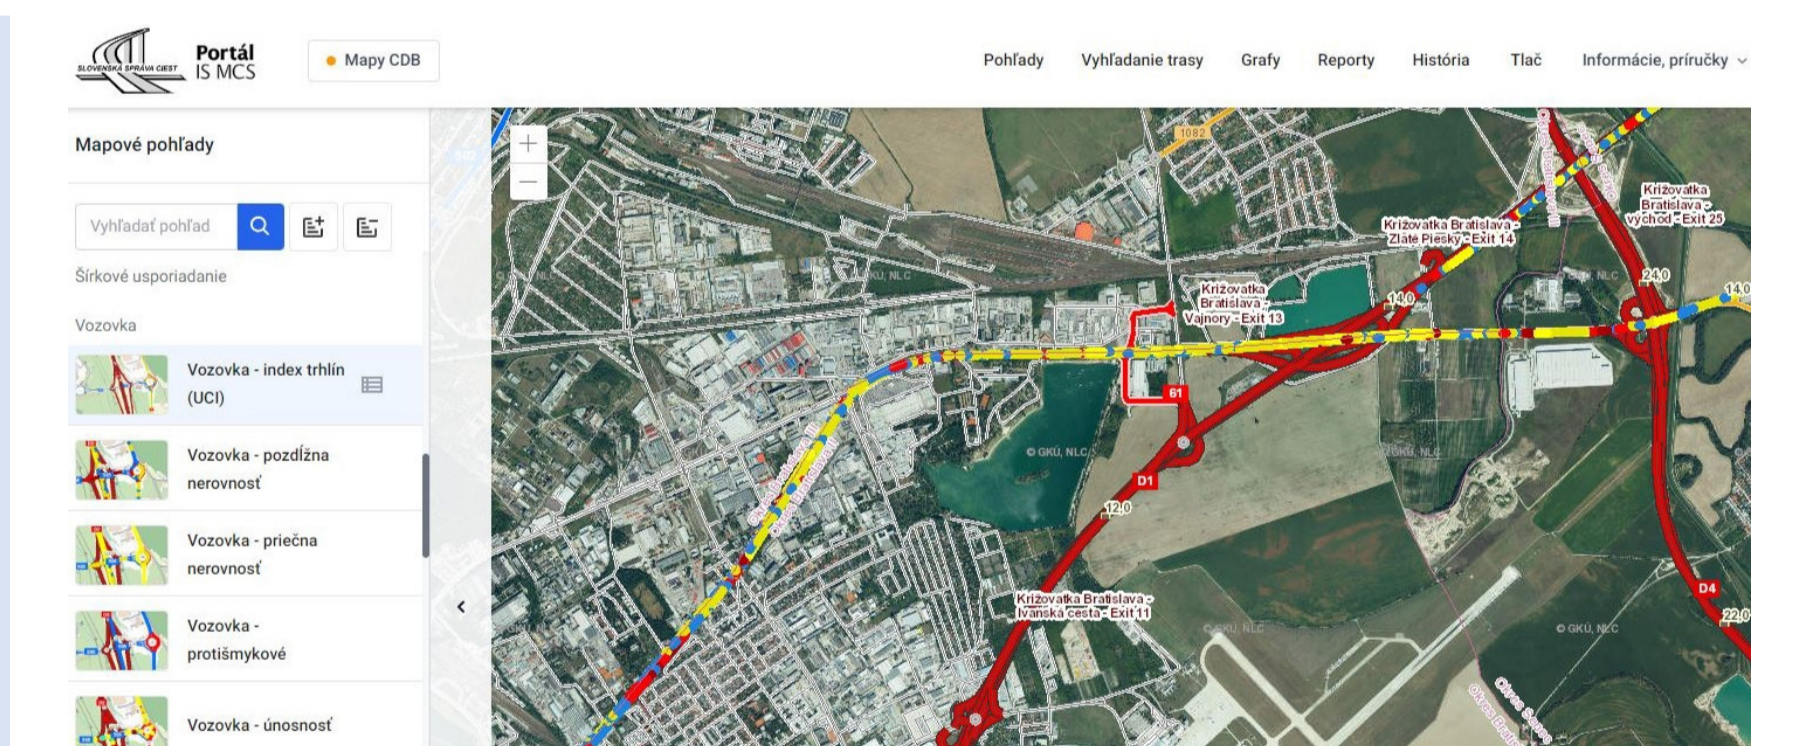 SLOVENSKÁ SPRÁVA CIEST
Portál
IS MCS
Mapy CDB
Pohľady
Vyhľadanie trasy
Grafy
Reporty
História
Tlač
Informácie, príručky
Mapové pohľady
Vyhľadať pohľad
Šírkové usporiadanie
Vozovka
Vozovka - index trhlín
(UCI)
Vozovka - pozdĺžna
nerovnosť
Vozovka - priečna
nerovnosť
Vozovka -
protišmykové
Vozovka - únosnosť
1082
Križovatka
Bratislava -
východ - Exit 25
Križovatka Bratislava -
Zlaté Piesky - Exit 14
Križovatka
Bratislava -
Vajnory - Exit 13
24,0
14,0
14,0
61
© GKÚ, NLC
D1
12,0
Križovatka Bratislava -
Ivanská cesta - Exit 11
© GKÚ, NLC
© GKÚ, NLC
D4
22,0